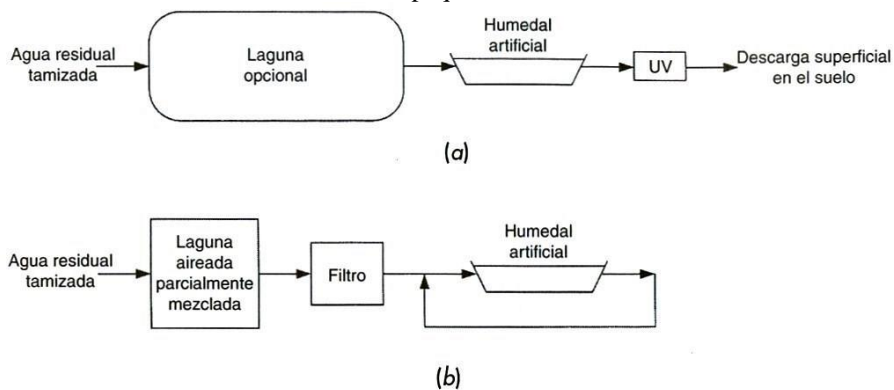 Agua residual
tamizada
Laguna
opcional
Humedal
artificial
UV
Descarga superficial
en el suelo
(a)
Agua residual
tamizada
Laguna
aireada
parcialmente
mezclada
Filtro
Humedal
artificial
(b)